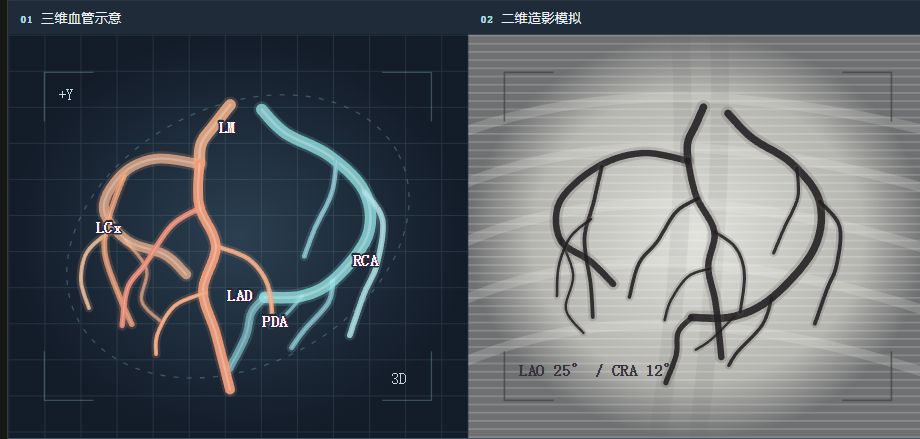 01 三维血管示意
02 二维造影模拟
+Y
LM
LCx
RCA
LAD
PDA
3D
LAO 25° / CRA 12°